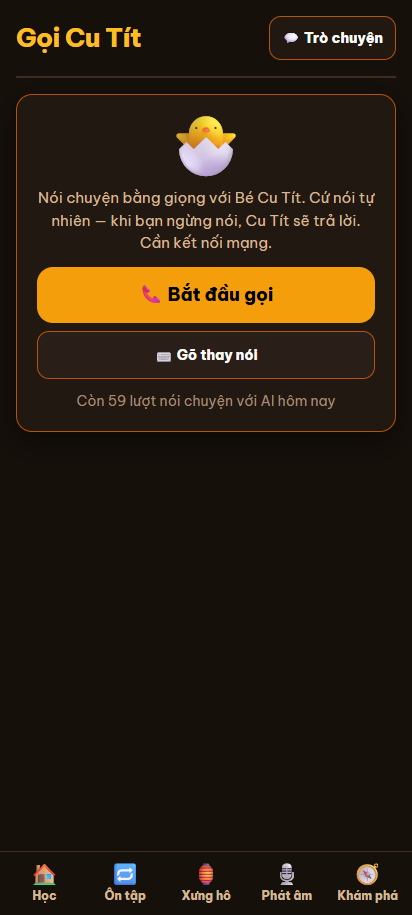 Gọi Cu Tít
Trò chuyện
Nói chuyện bằng giọng với Bé Cu Tít. Cứ nói tự
nhiên — khi bạn ngừng nói, Cu Tít sẽ trả lời.
Cần kết nối mạng.
Bắt đầu gọi
Gõ thay nói
Còn 59 lượt nói chuyện với AI hôm nay
Học
Ôn tập
Xưng hô
Phát âm
Khám phá